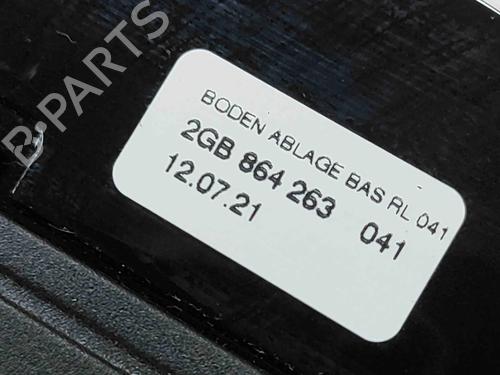 B-PARTS
BODEN ABLAGE BAS RL 041
2GB 864 263 041
12.07.21